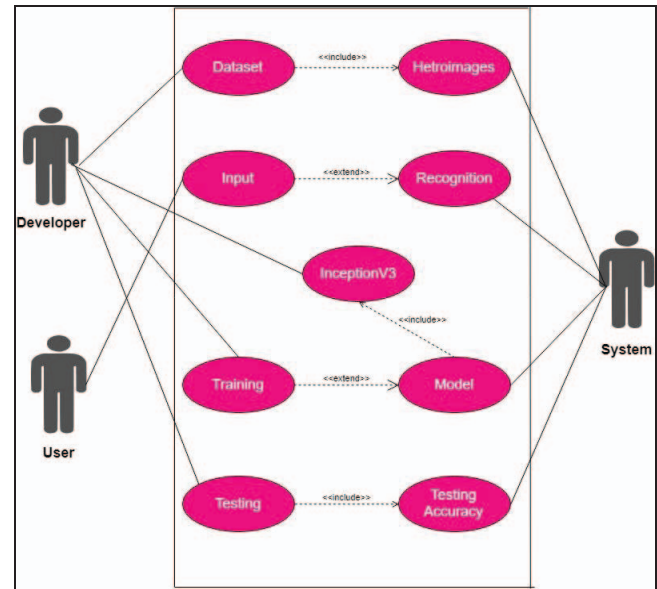 Dataset
<<include>>
Hetroimages
Input
<<extend>>
Recognition
Developer
InceptionV3
<<include>>
System
Training
<<extend>>
Model
User
Testing
<<include>>
Testing
Accuracy